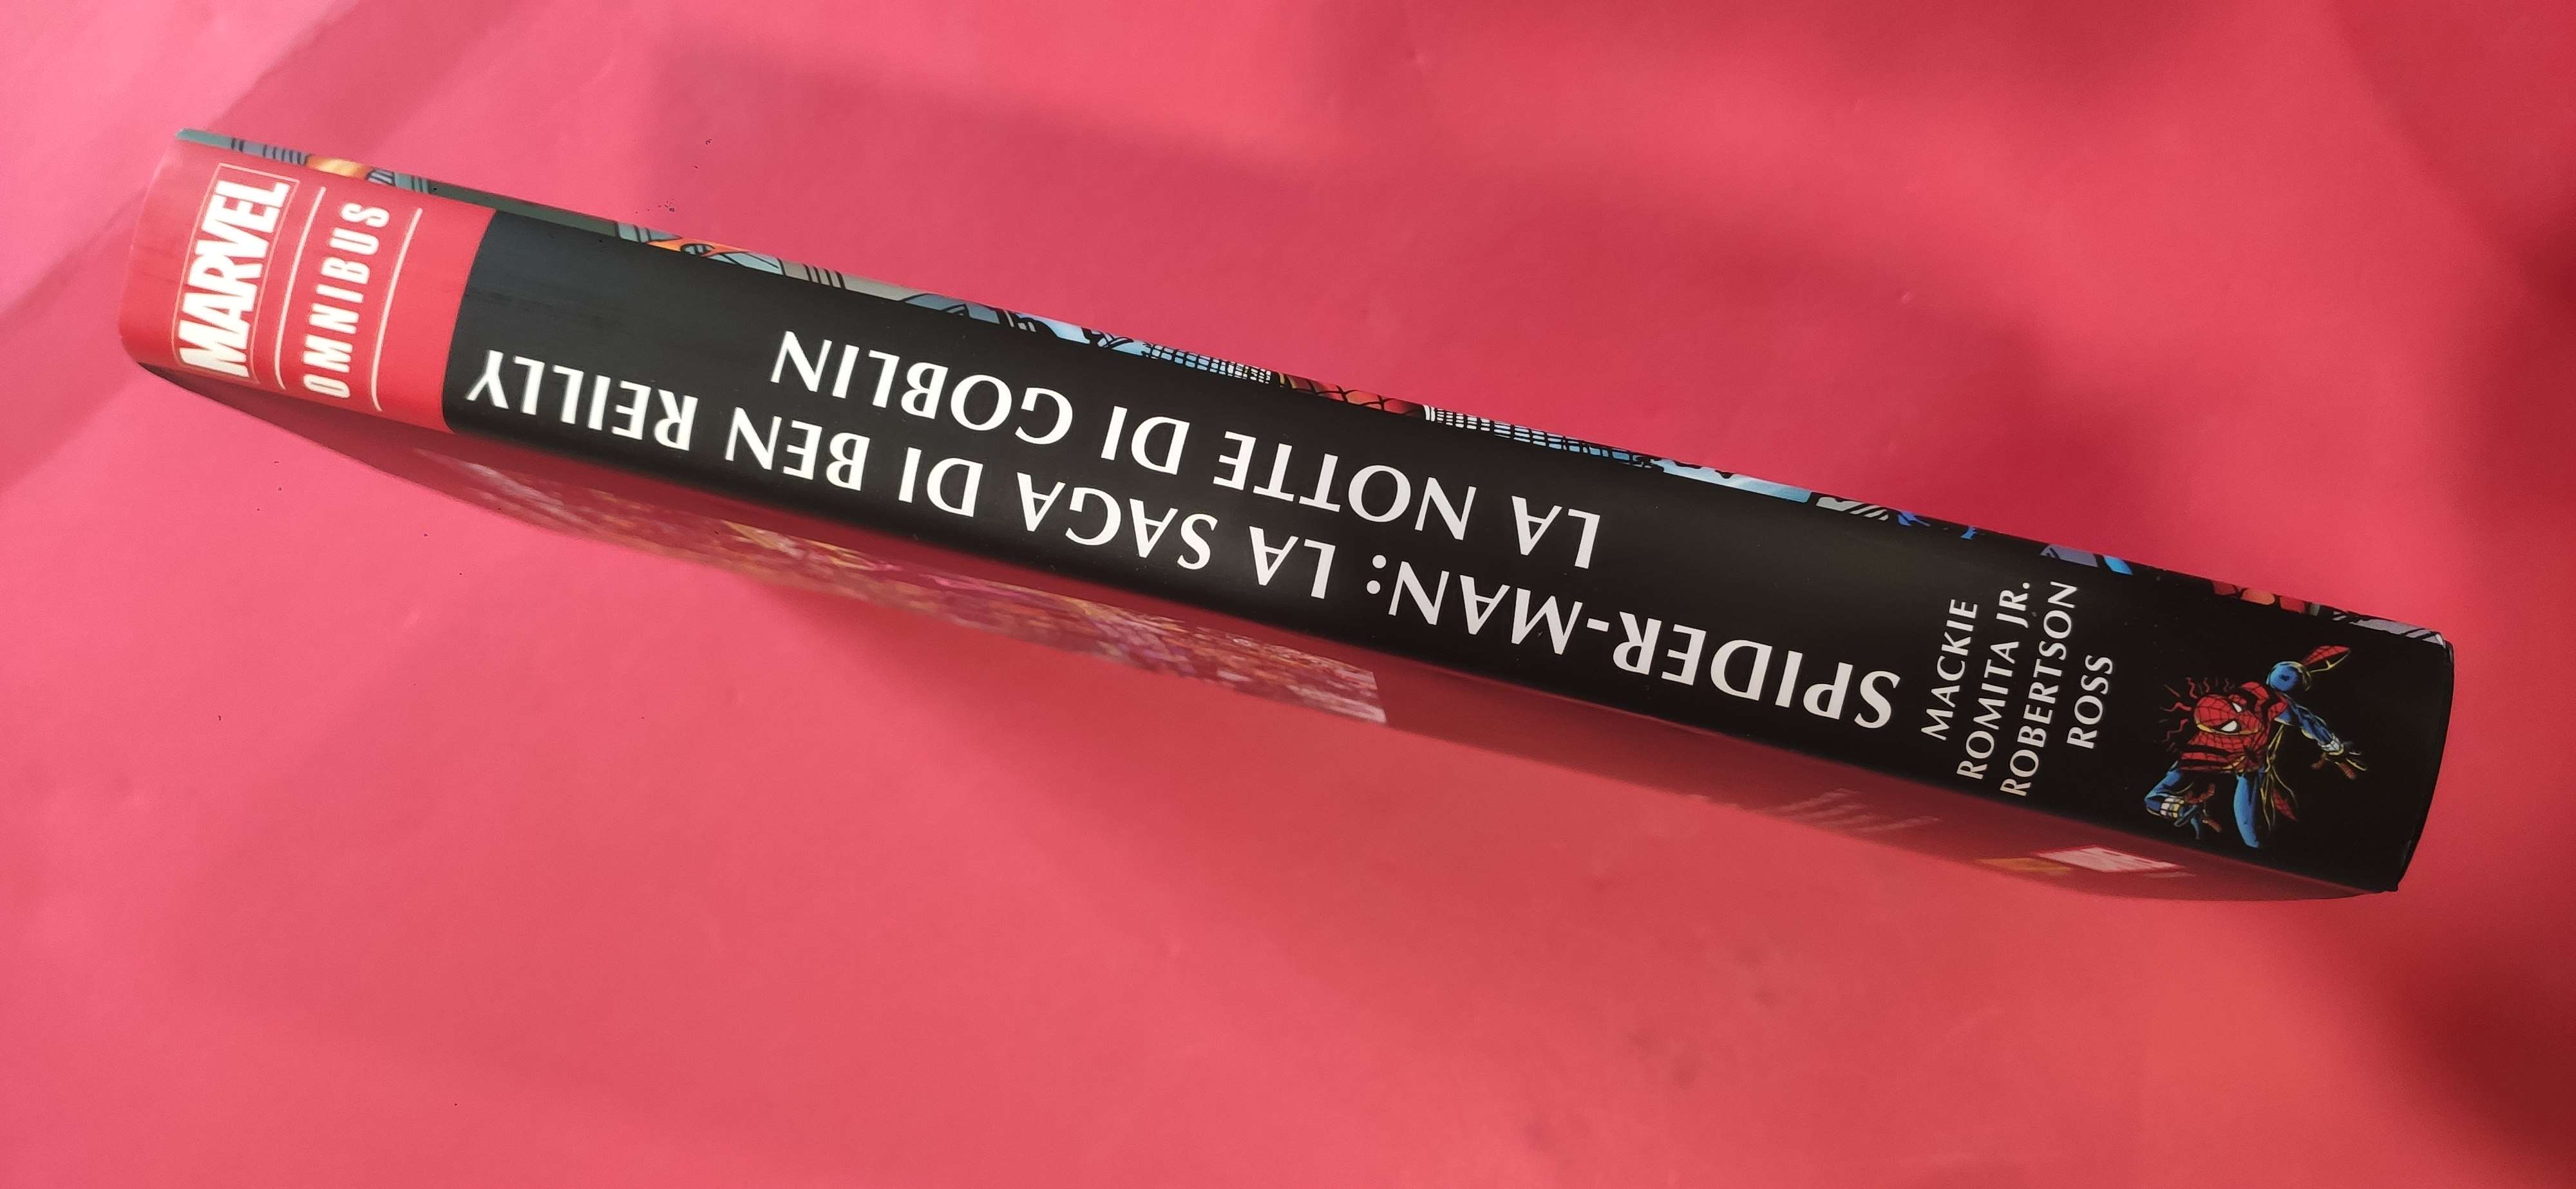 MARVEL
OMNIBUS
SPIDER-MAN: LA SAGA DI BEN REILLY
LA NOTTE DI GOBLIN
MACKIE
ROMITA JR.
ROBERTSON
ROSS